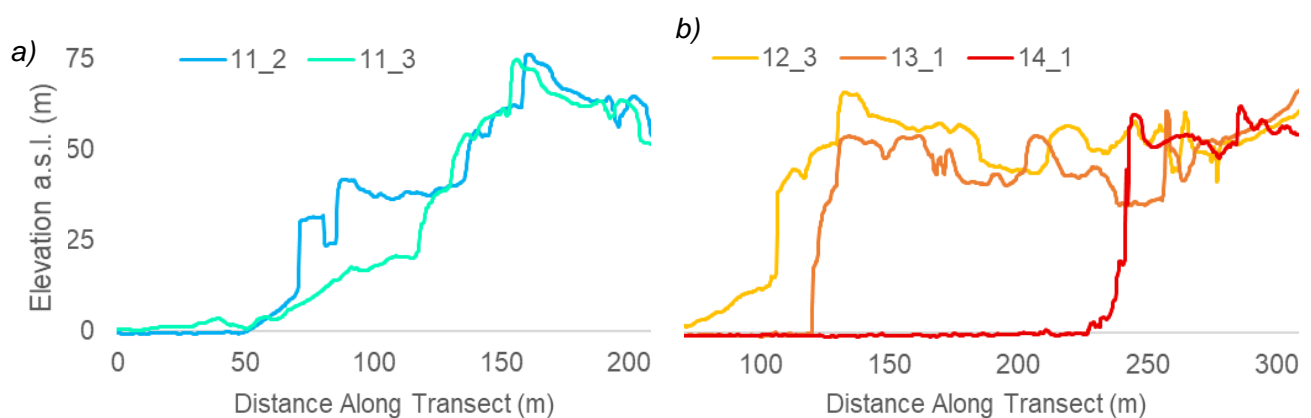 a)
11_2 11_3
Elevation a.s.l. (m)
75
50
25
0
0 50 100 150 200
Distance Along Transect (m)
b)
12_3 13_1 14_1
100 150 200 250 300
Distance Along Transect (m)